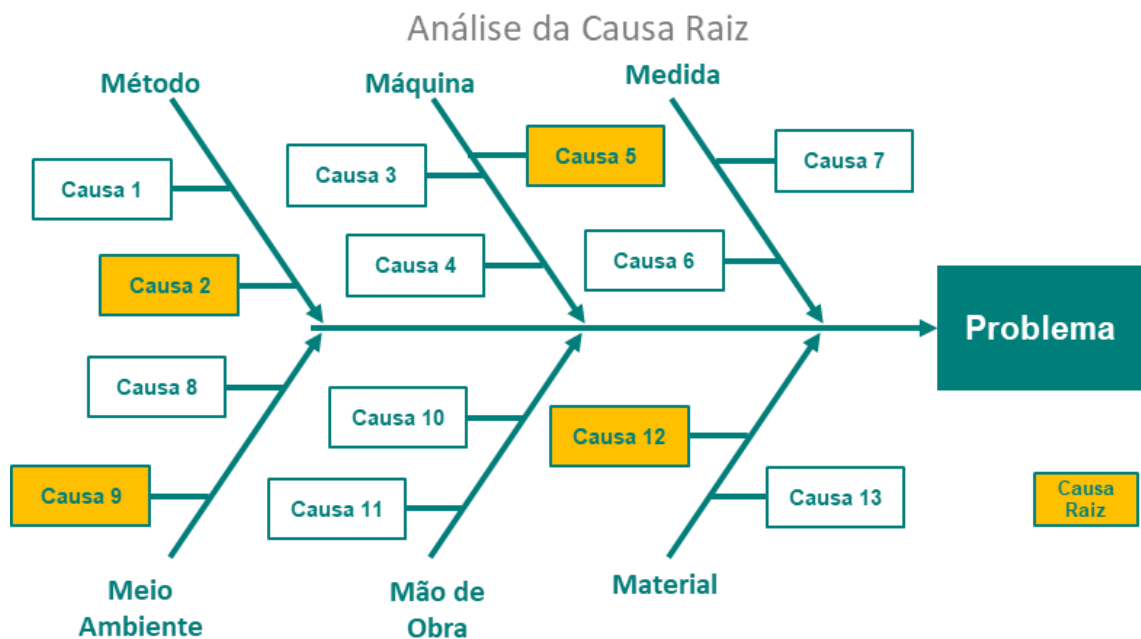 Análise da Causa Raiz
Método
Máquina
Medida
Causa 1
Causa 3
Causa 5
Causa 7
Causa 2
Causa 4
Causa 6
Problema
Causa 8
Causa 10
Causa 12
Causa 9
Causa 11
Causa 13
Causa
Raiz
Meio
Ambiente
Mão de
Obra
Material